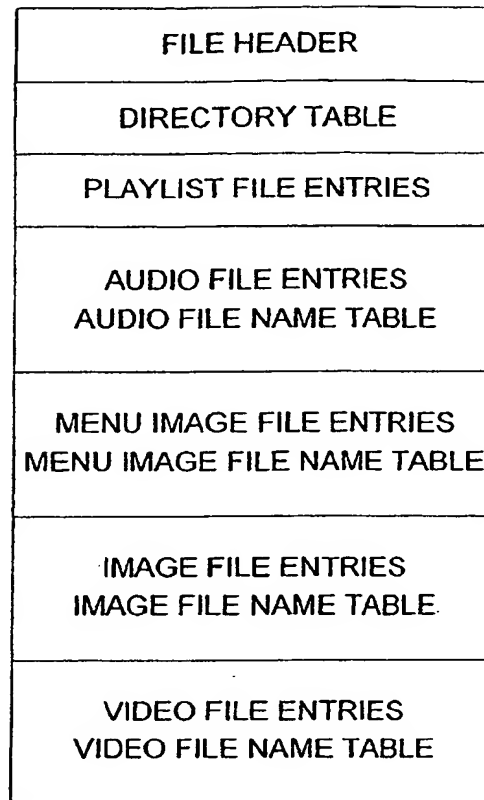 FILE HEADER
DIRECTORY TABLE
PLAYLIST FILE ENTRIES
AUDIO FILE ENTRIES
AUDIO FILE NAME TABLE
MENU IMAGE FILE ENTRIES
MENU IMAGE FILE NAME TABLE
IMAGE FILE ENTRIES
IMAGE FILE NAME TABLE
VIDEO FILE ENTRIES
VIDEO FILE NAME TABLE